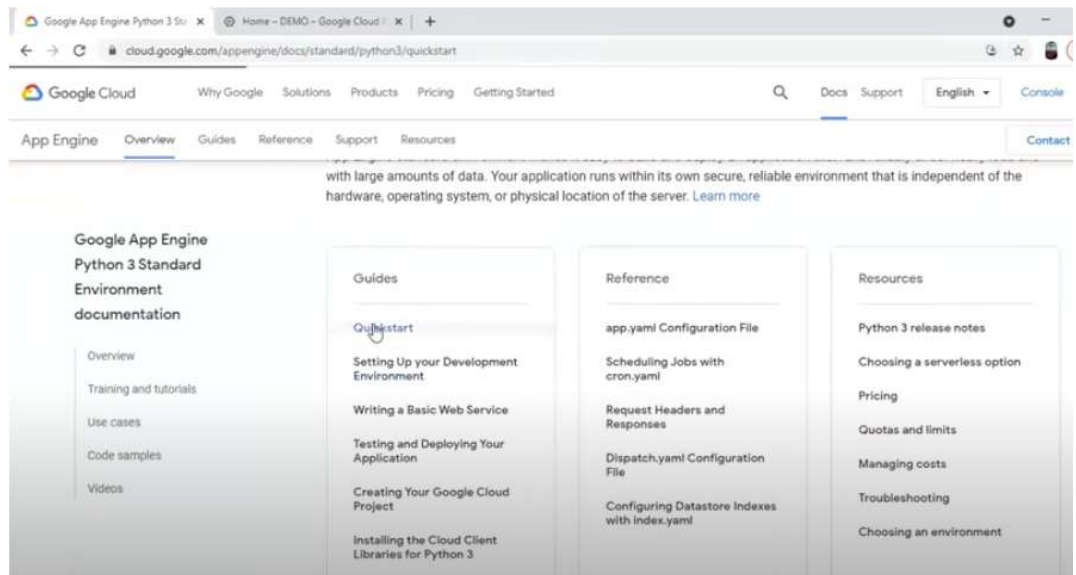 Google App Engine Python 3 Stu
Home – DEMO – Google Cloud
cloud.google.com/appengine/docs/standard/python3/quickstart
Google Cloud
Why Google
Solutions
Products
Pricing
Getting Started
Docs
Support
English
Console
App Engine
Overview
Guides
Reference
Support
Resources
Contact
with large amounts of data. Your application runs within its own secure, reliable environment that is independent of the
hardware, operating system, or physical location of the server. Learn more
Google App Engine
Python 3 Standard
Environment
documentation
Overview
Training and tutorials
Use cases
Code samples
Videos
Guides
Quickstart
Setting Up your Development
Environment
Writing a Basic Web Service
Testing and Deploying Your
Application
Creating Your Google Cloud
Project
Installing the Cloud Client
Libraries for Python 3
Reference
app.yaml Configuration File
Scheduling Jobs with
cron.yaml
Request Headers and
Responses
Dispatch.yaml Configuration
File
Configuring Datastore Indexes
with index.yaml
Resources
Python 3 release notes
Choosing a serverless option
Pricing
Quotas and limits
Managing costs
Troubleshooting
Choosing an environment